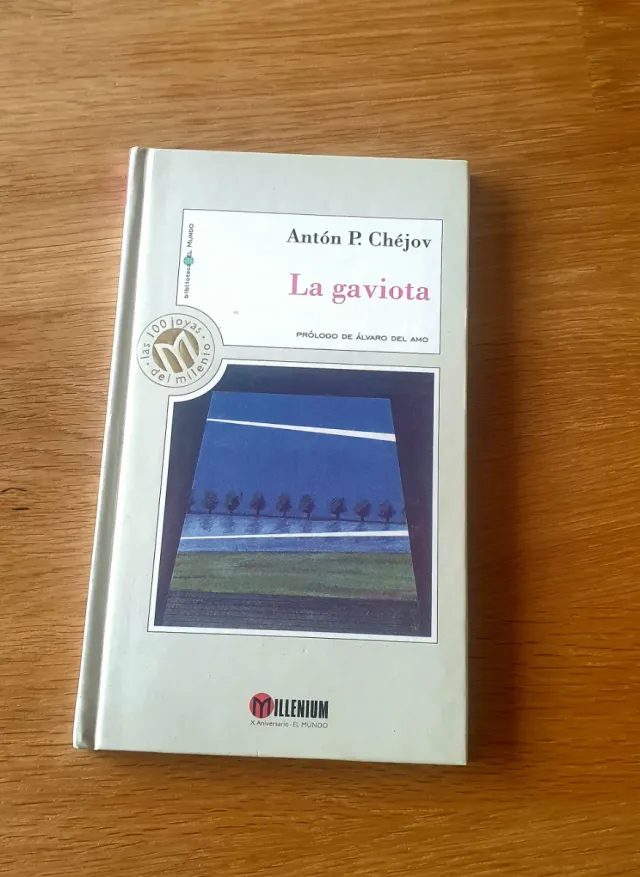 Antón P. Chéjov
La gaviota
PRÓLOGO DE ÁLVARO DEL AMO
biblioteca EL MUNDO
· las 100 joyas ·
del milenio
M
MILLENIUM
X Aniversario - EL MUNDO